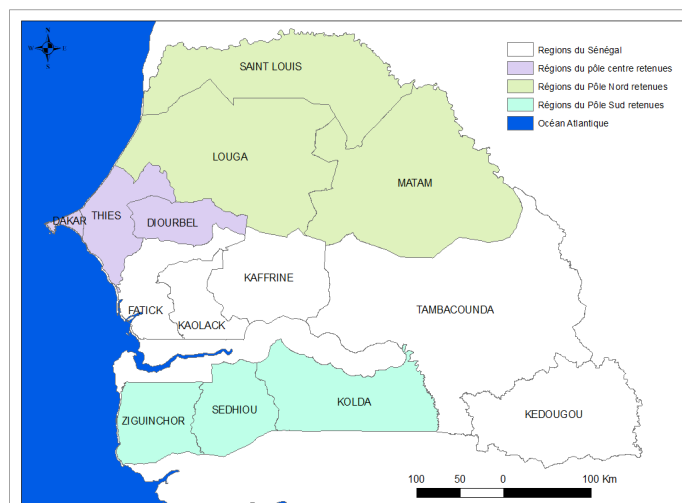 Regions du Sénégal
Regions du pôle centre retenues
Régions du Pôle Nord retenues
Régions du Pôle Sud retenues
Océan Atlantique
SAINT LOUIS
LOUGA
MATAM
DAKAR
THIES
DIOURBEL
KAFFRINE
FATICK
KAOLACK
TAMBACOUNDA
ZIGUINCHOR
SEDHIOU
KOLDA
KEDOUGOU
100 50 0 100 Km